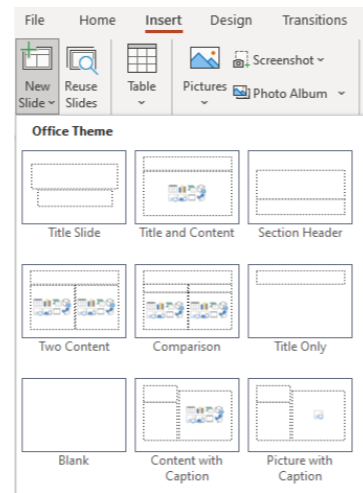 File Home Insert Design Transitions
New Slide Reuse Slides Table Pictures Screenshot Photo Album
Office Theme
Title Slide Title and Content Section Header
Two Content Comparison Title Only
Blank Content with Caption Picture with Caption